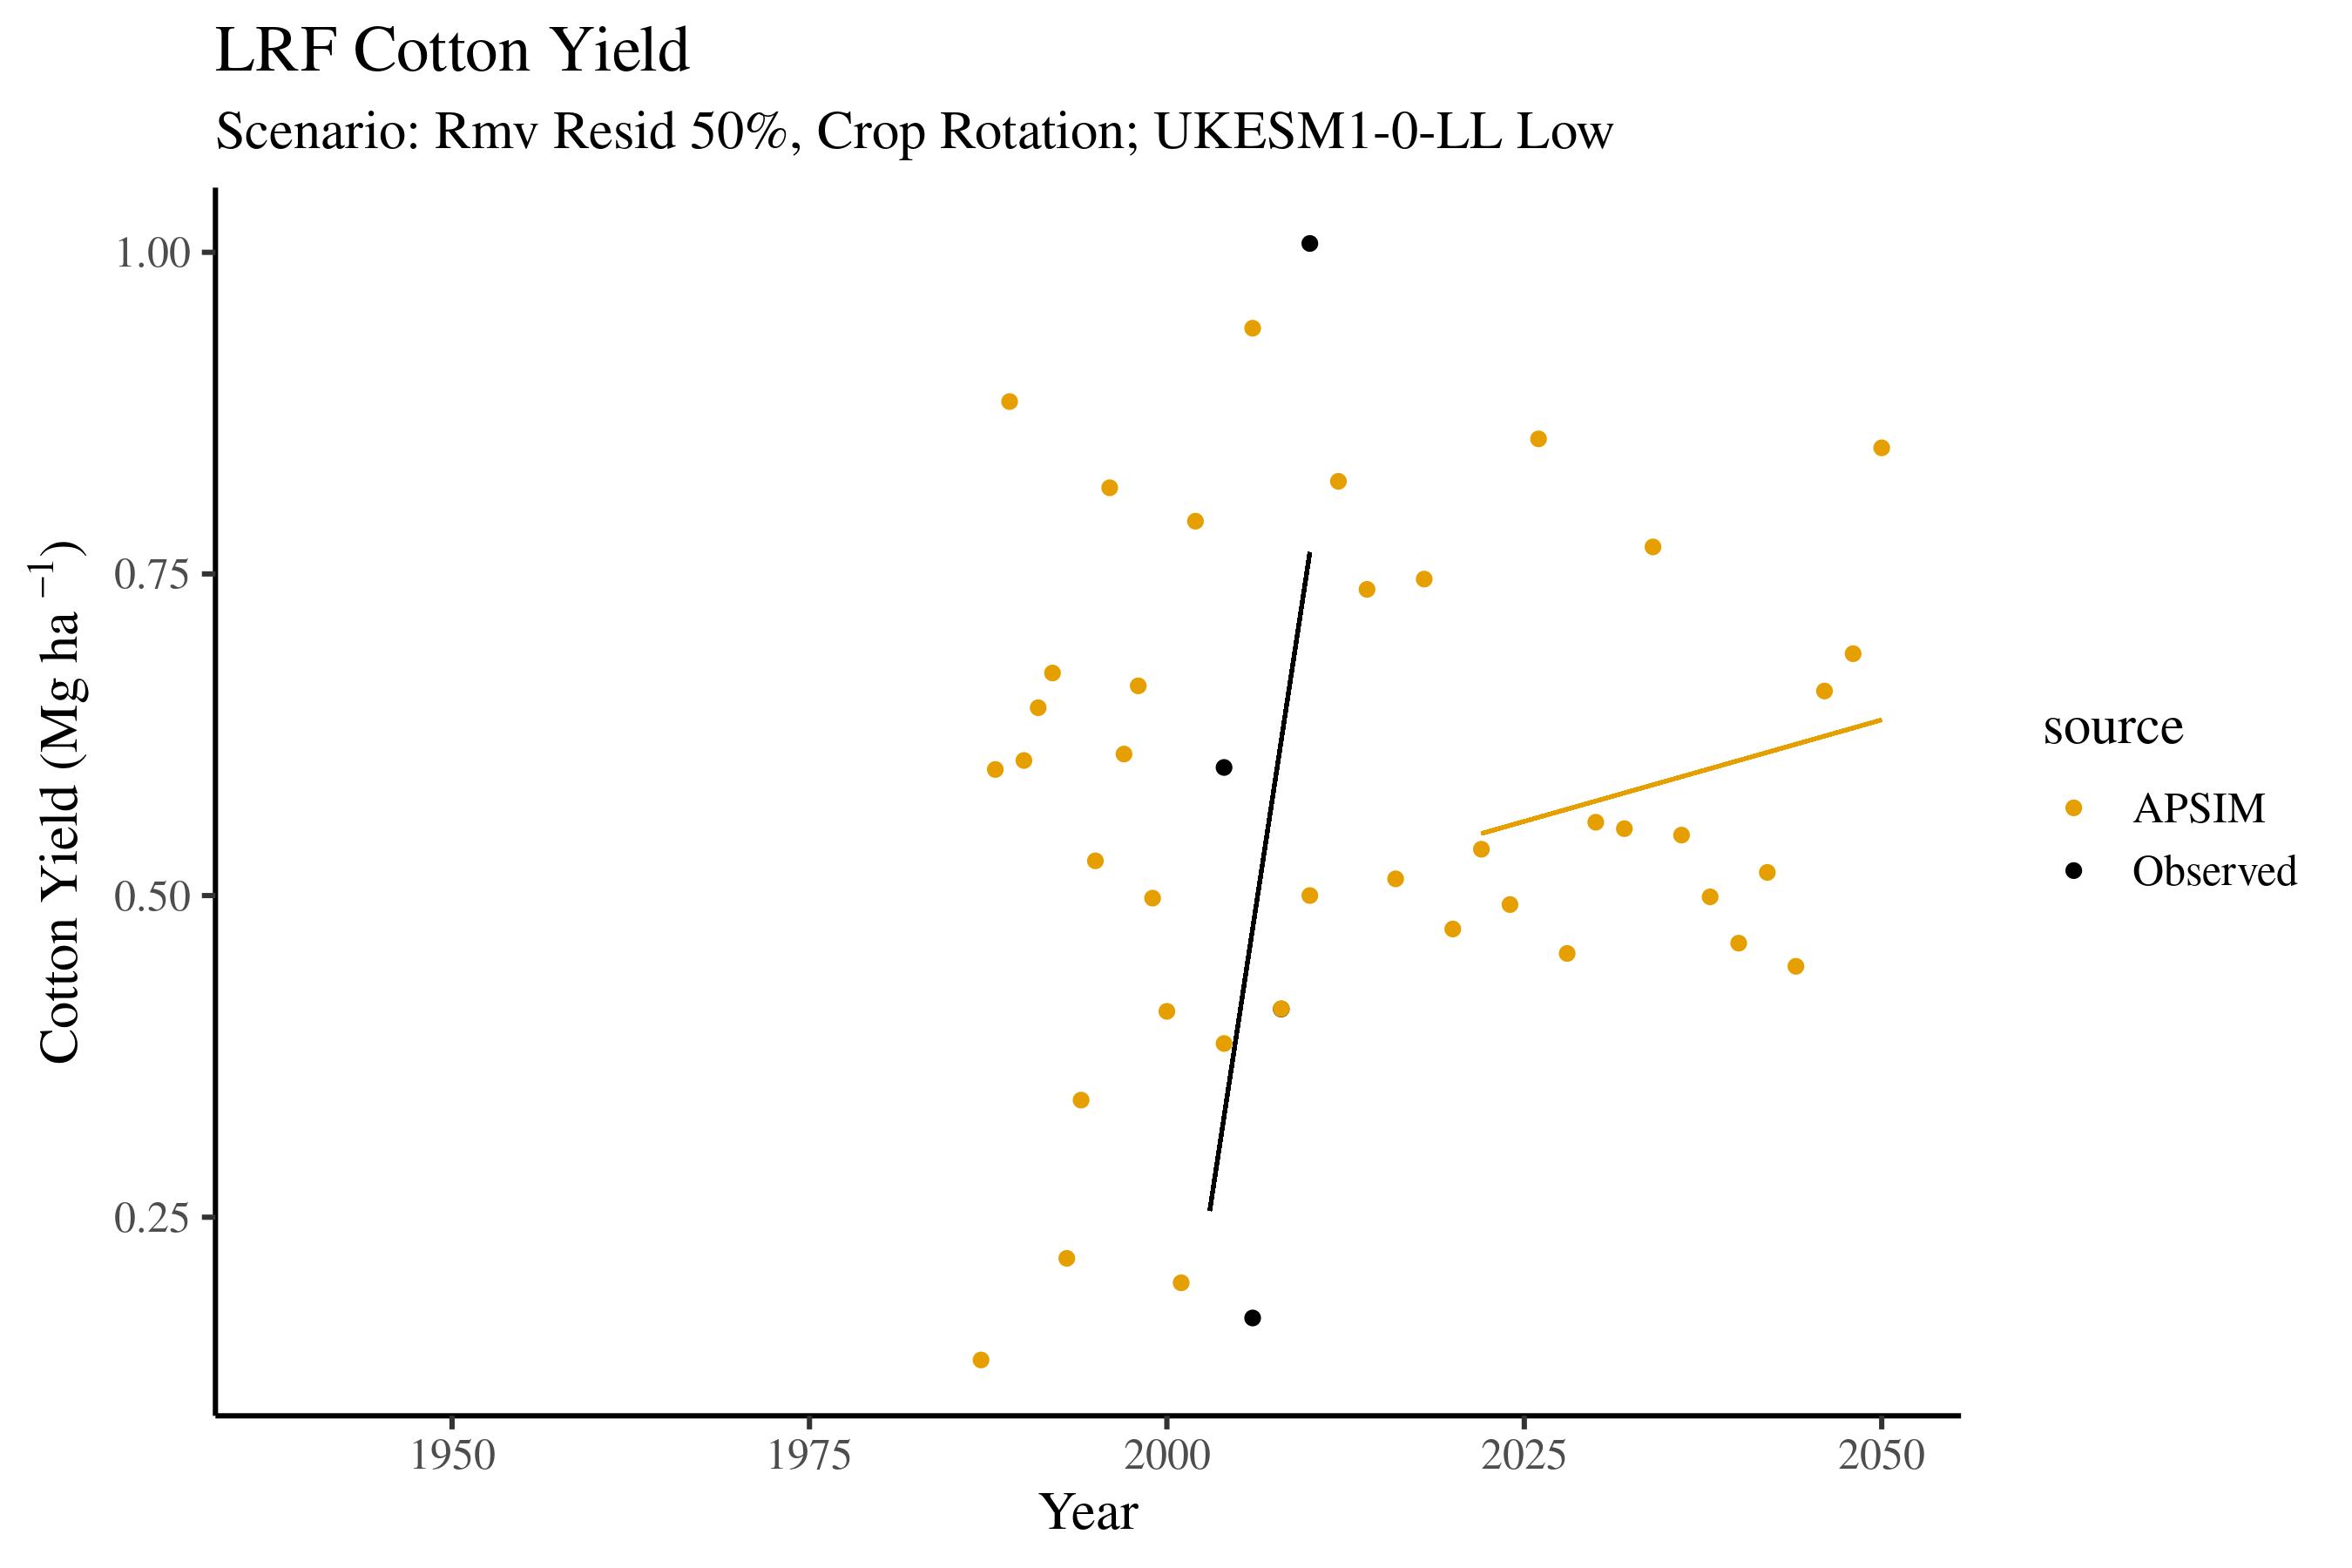 LRF Cotton Yield
Scenario: Rmv Resid 50%, Crop Rotation; UKESM1-0-LL Low
Cotton Yield (Mg ha −1)
1.00
0.75
0.50
0.25
1950 1975 2000 2025 2050
Year
source
APSIM
Observed